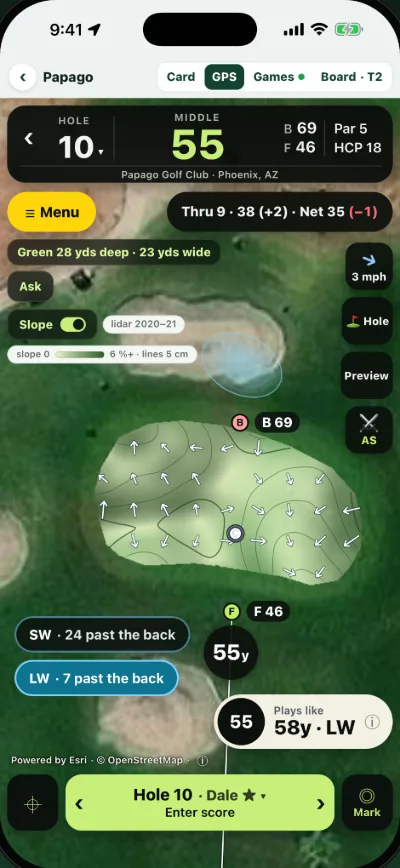 9:41
‹ Papago
Card GPS Games Board · T2
HOLE
10
MIDDLE
55
B 69
F 46
Par 5
HCP 18
Papago Golf Club · Phoenix, AZ
☰ Menu
Thru 9 · 38 (+2) · Net 35 (−1)
Green 28 yds deep · 23 yds wide
3 mph
Ask
Hole
Slope
lidar 2020–21
slope 0 6 %+ · lines 5 cm
Preview
AS
B
B 69
F
F 46
SW · 24 past the back
55y
LW · 7 past the back
55
Plays like
58y · LW
Powered by Esri · © OpenStreetMap ·
Hole 10 · Dale ★
Enter score
Mark